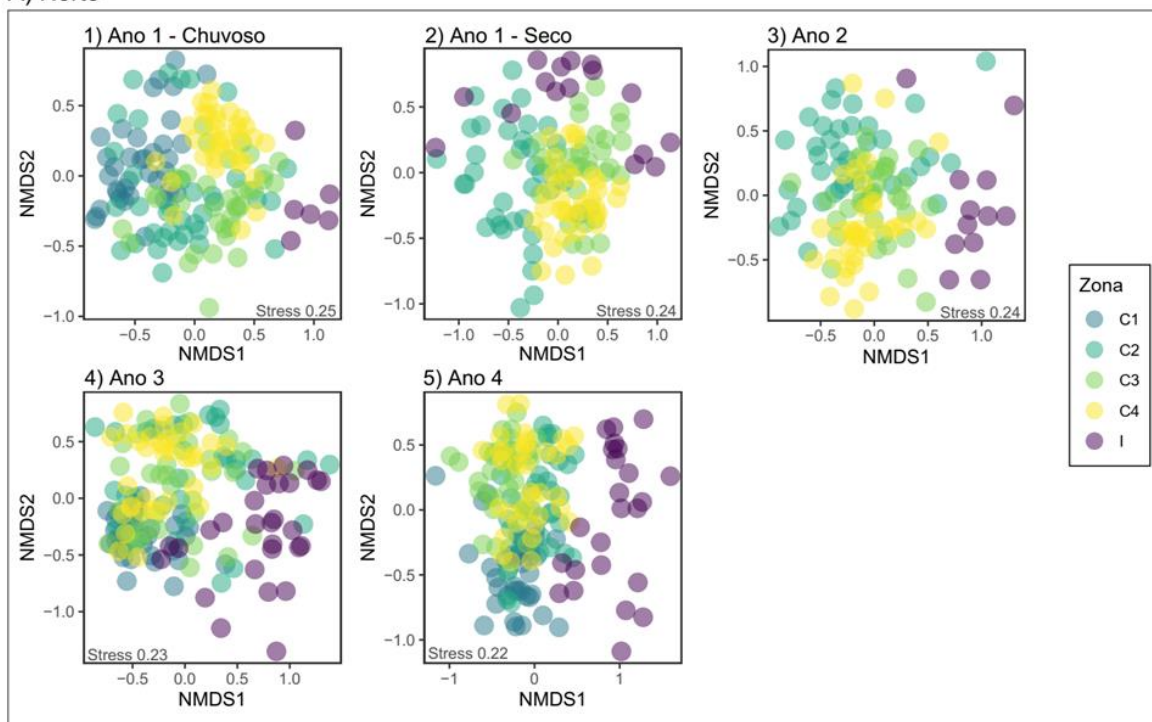 1) Ano 1 - Chuvoso
2) Ano 1 - Seco
3) Ano 2
NMDS2
0.5
0.0
−0.5
−1.0
−0.5
0.0
0.5
1.0
NMDS1
Stress 0.25
NMDS2
0.5
0.0
−0.5
−1.0
−1.0
−0.5
0.0
0.5
1.0
NMDS1
Stress 0.24
NMDS2
1.0
0.5
0.0
−0.5
−0.5
0.0
0.5
1.0
NMDS1
Stress 0.24
4) Ano 3
5) Ano 4
NMDS2
0.5
0.0
−0.5
−1.0
−0.5
0.0
0.5
1.0
NMDS1
Stress 0.23
NMDS2
0.5
0.0
−0.5
−1.0
−1
0
1
NMDS1
Stress 0.22
Zona
C1
C2
C3
C4
I